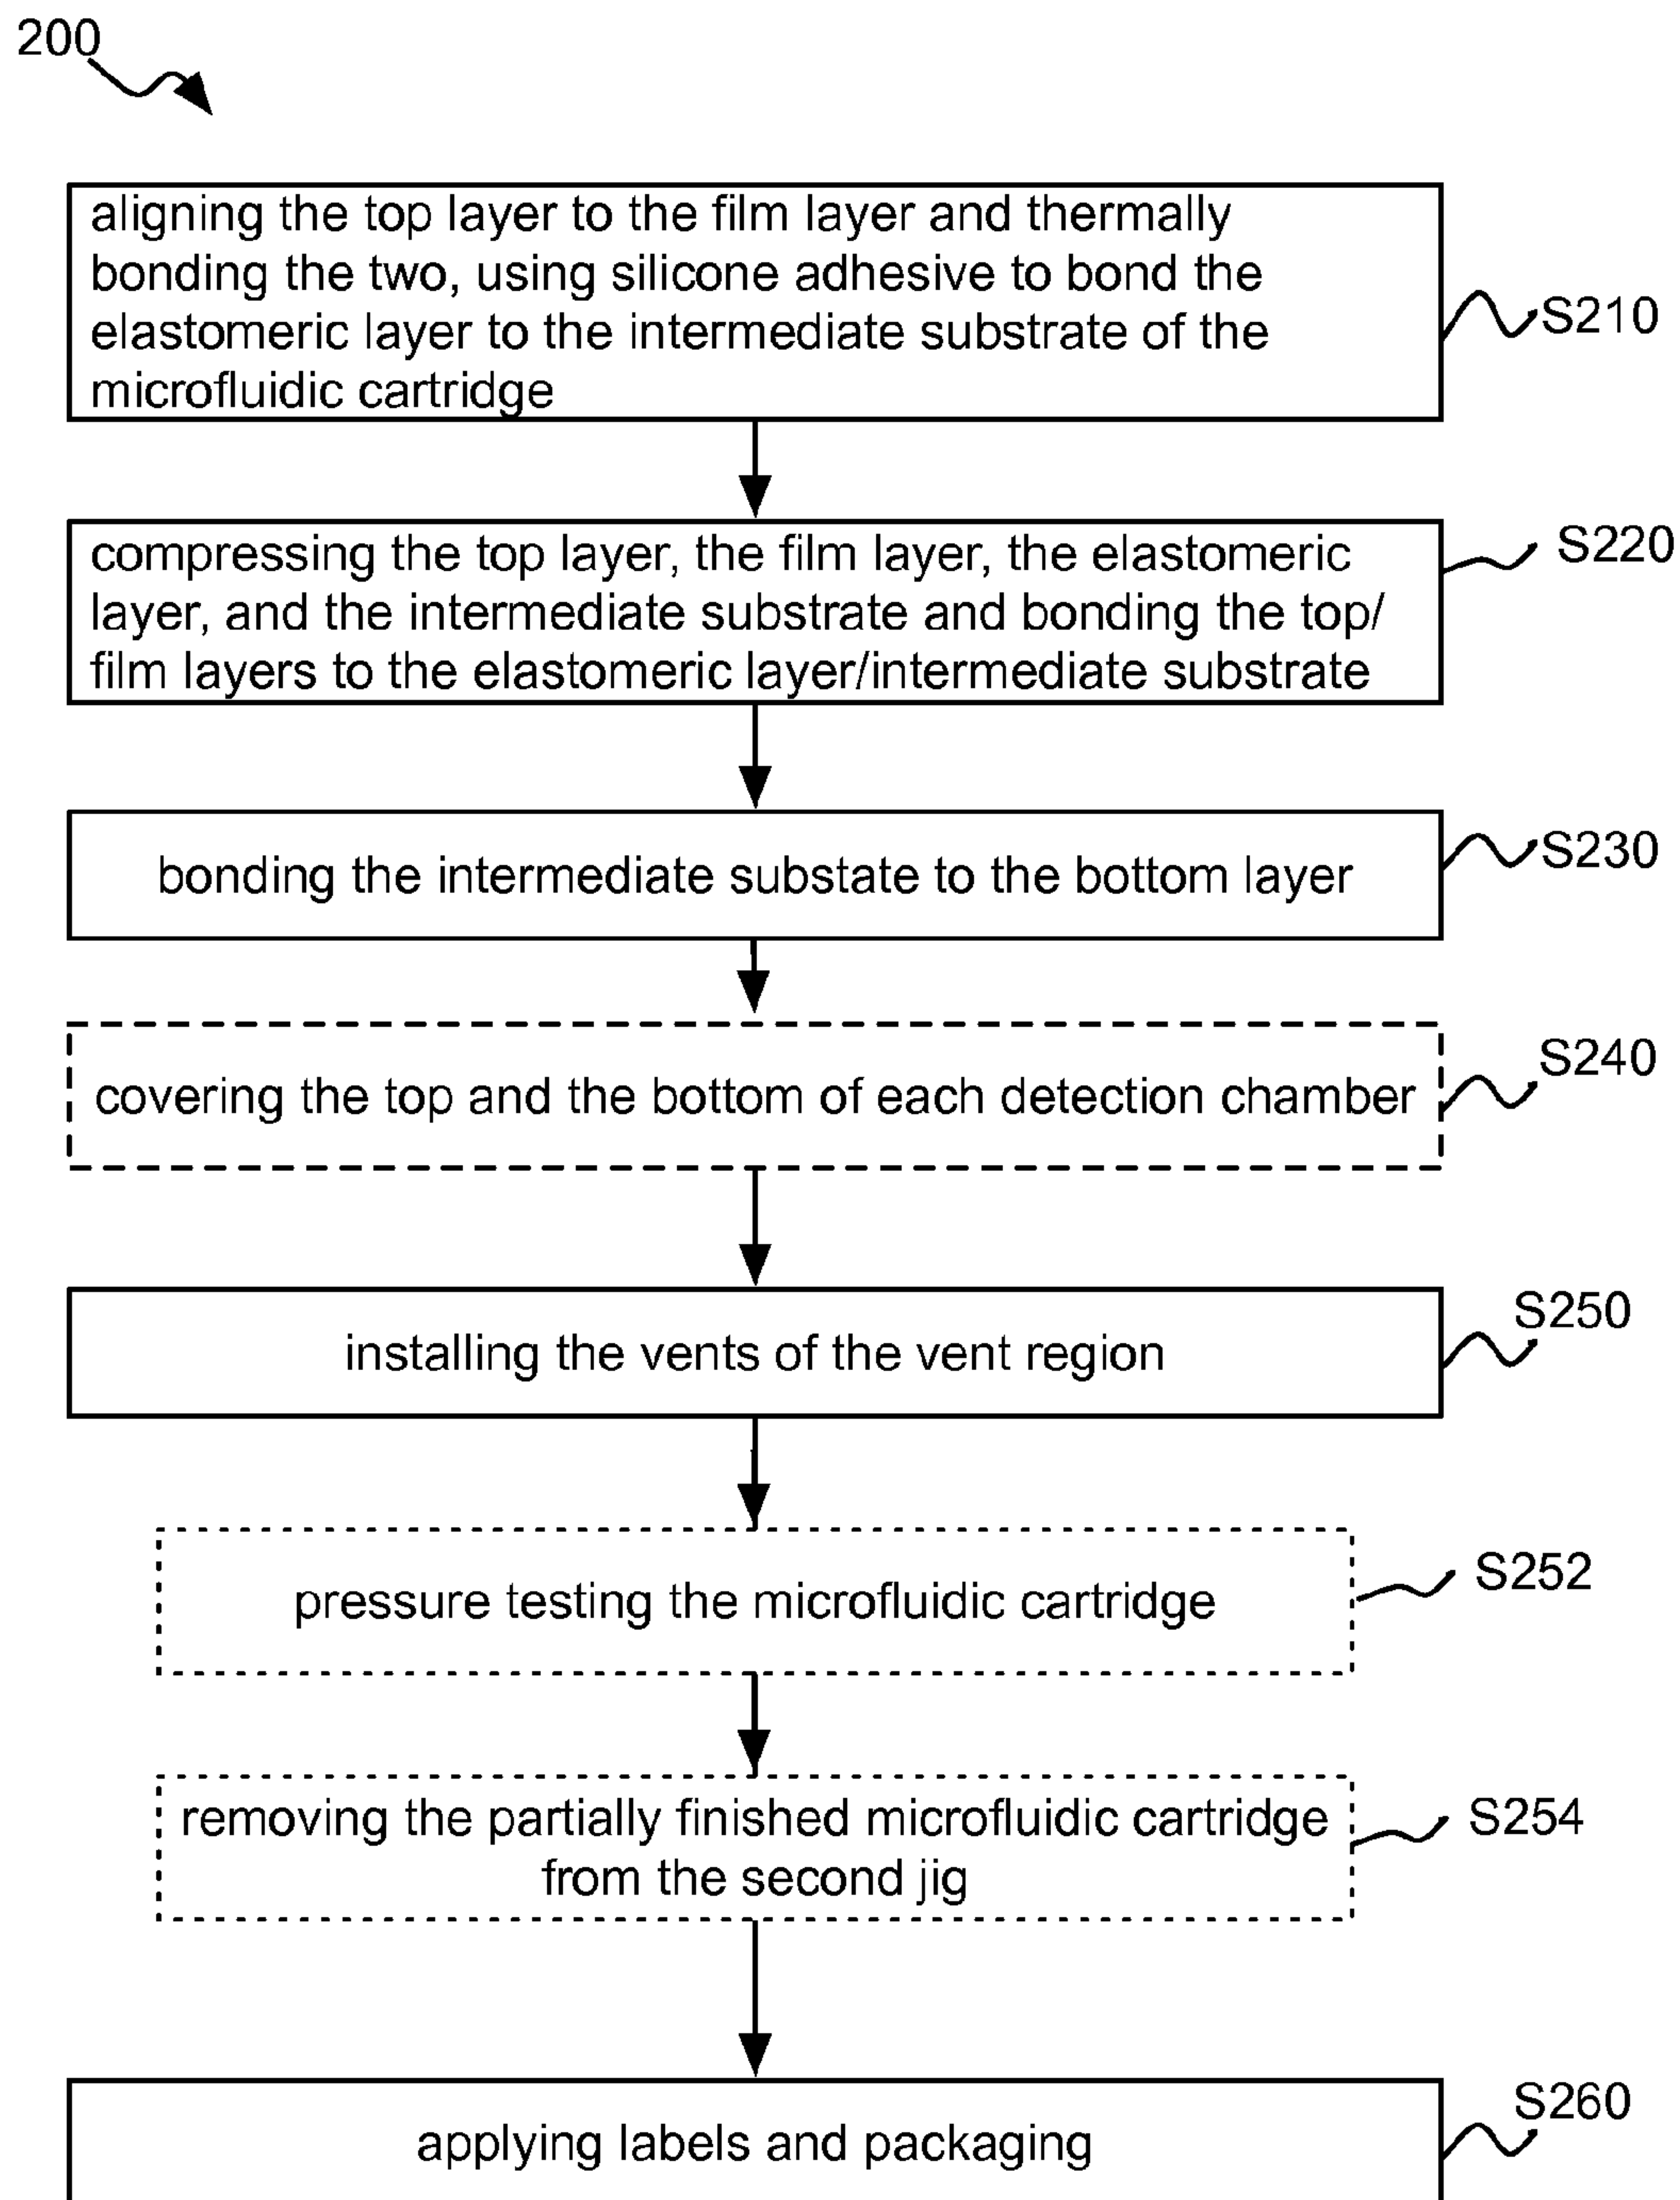 200
aligning the top layer to the film layer and thermally
bonding the two, using silicone adhesive to bond the
elastomeric layer to the intermediate substrate of the
microfluidic cartridge
S210
compressing the top layer, the film layer, the elastomeric
layer, and the intermediate substrate and bonding the top/
film layers to the elastomeric layer/intermediate substrate
S220
bonding the intermediate substate to the bottom layer
S230
covering the top and the bottom of each detection chamber
S240
installing the vents of the vent region
S250
pressure testing the microfluidic cartridge
S252
removing the partially finished microfluidic cartridge
from the second jig
S254
applying labels and packaging
S260